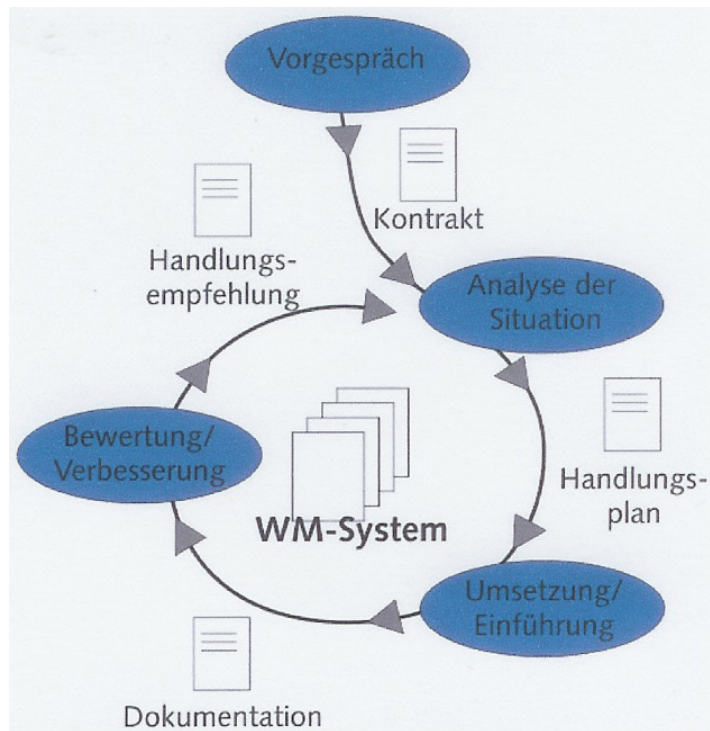 Vorgespräch
Kontrakt
Handlungs-
empfehlung
Analyse der
Situation
Bewertung/
Verbesserung
Handlungs-
plan
WM-System
Umsetzung/
Einführung
Dokumentation